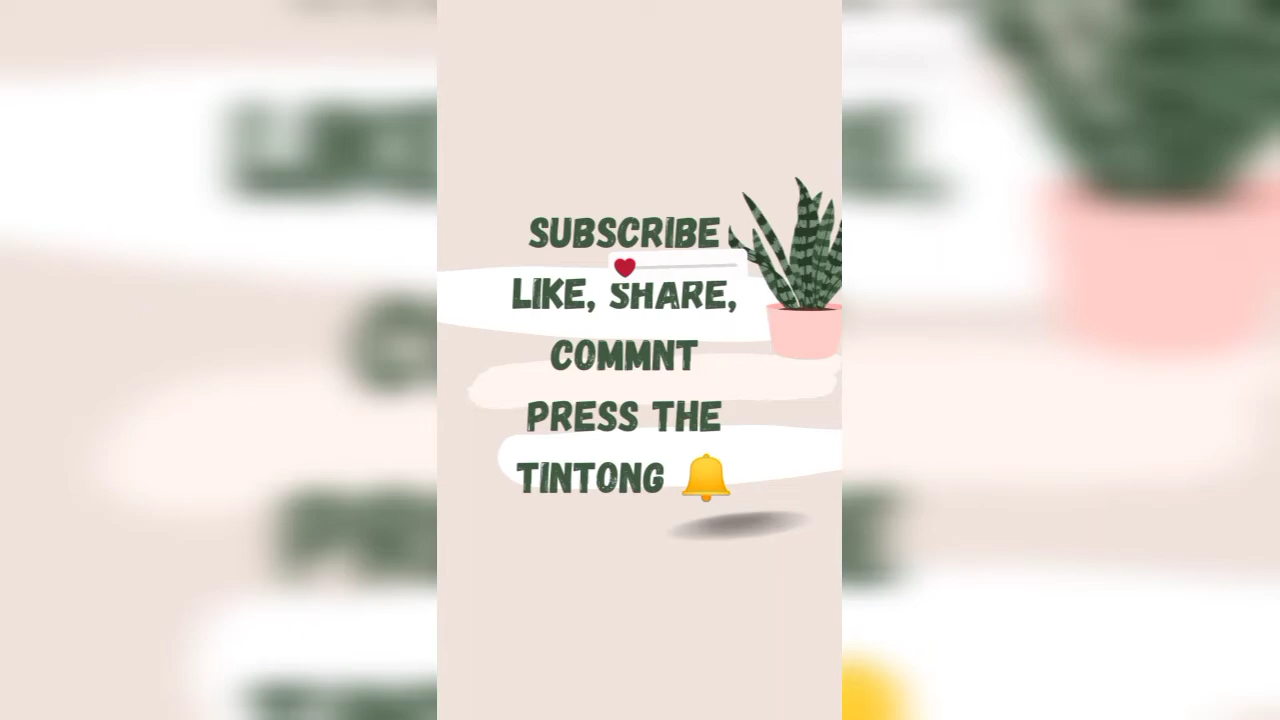 SUBSCRIBE
LIKE, SHARE,
COMMNT
PRESS THE
TINTONG 🔔